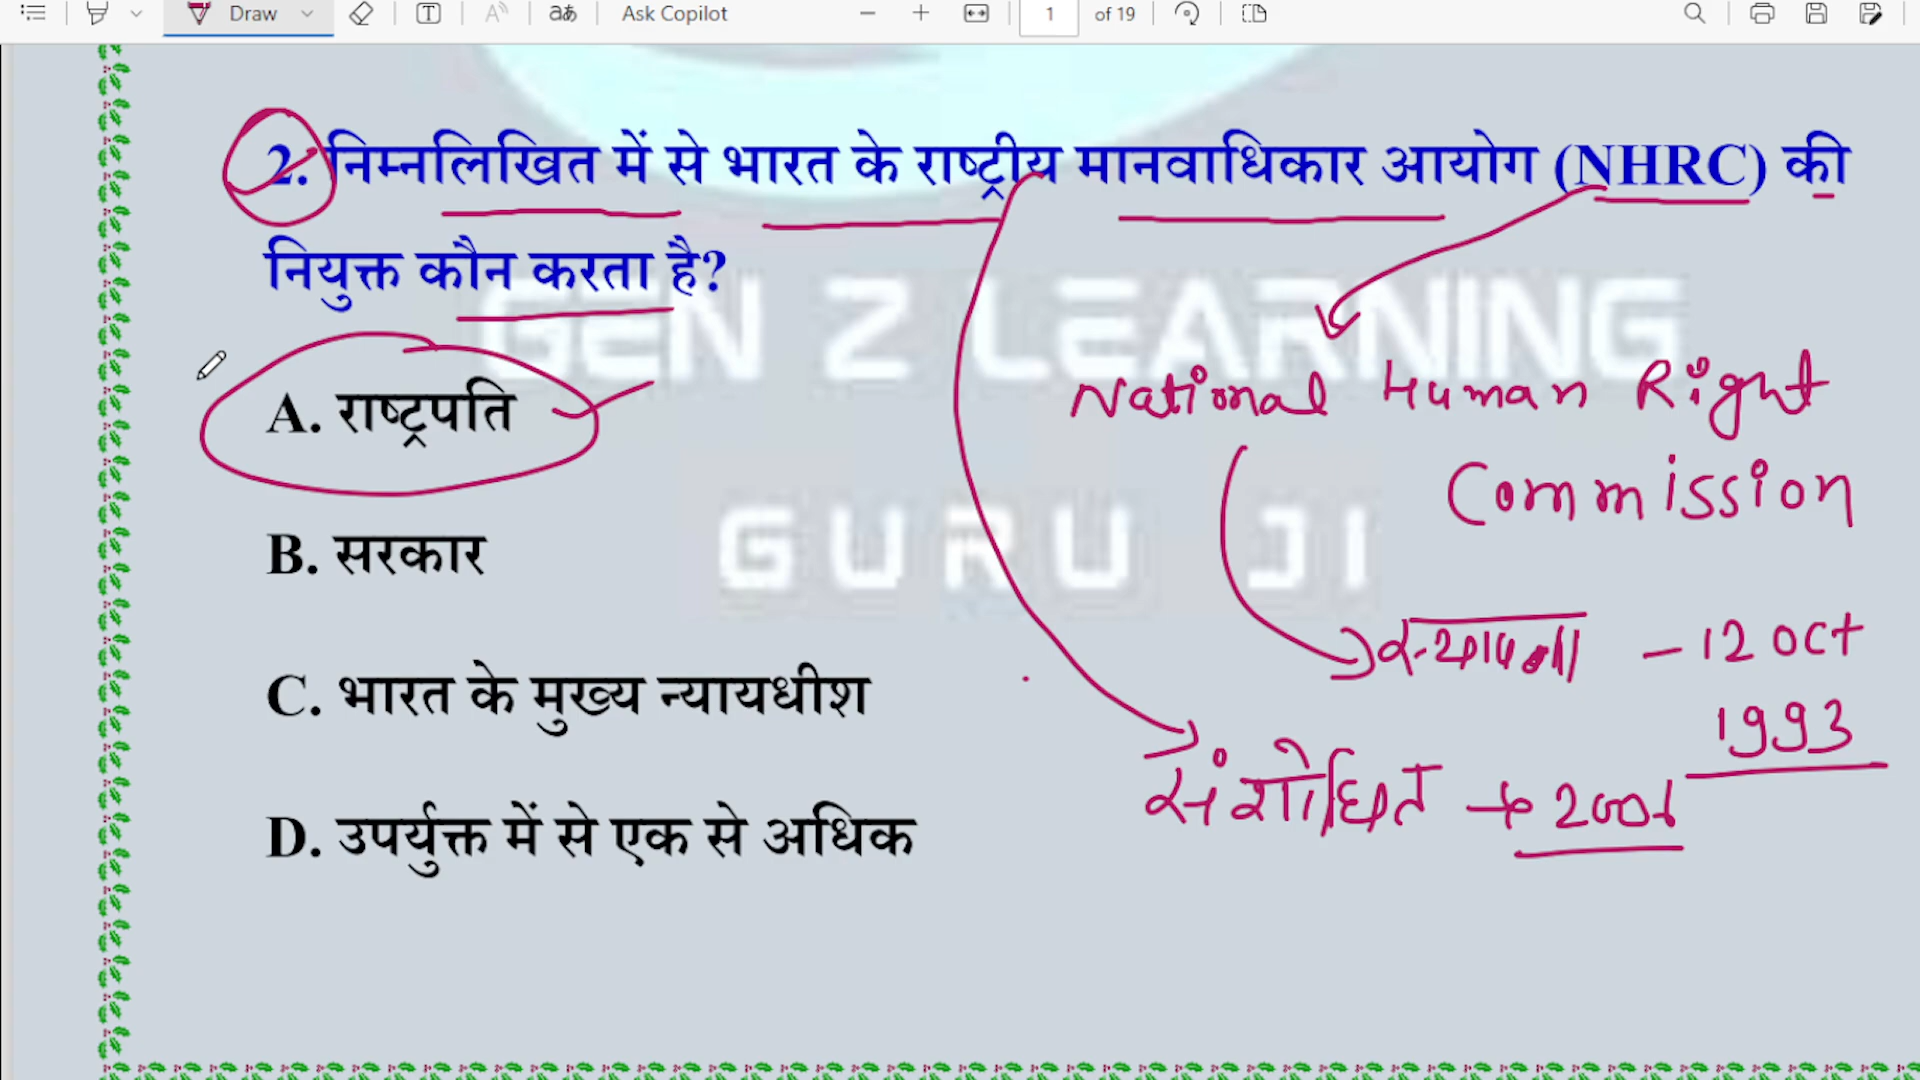 Draw
Ask Copilot
1 of 19
2. निम्नलिखित में से भारत के राष्ट्रीय मानवाधिकार आयोग (NHRC) की
नियुक्त कौन करता है?
A. राष्ट्रपति
B. सरकार
C. भारत के मुख्य न्यायधीश
D. उपर्युक्त में से एक से अधिक
National Human Right
Commission
स्थापना - 12 Oct
1993
संशोधित → 2006
GEN Z LEARNING
GURU JI